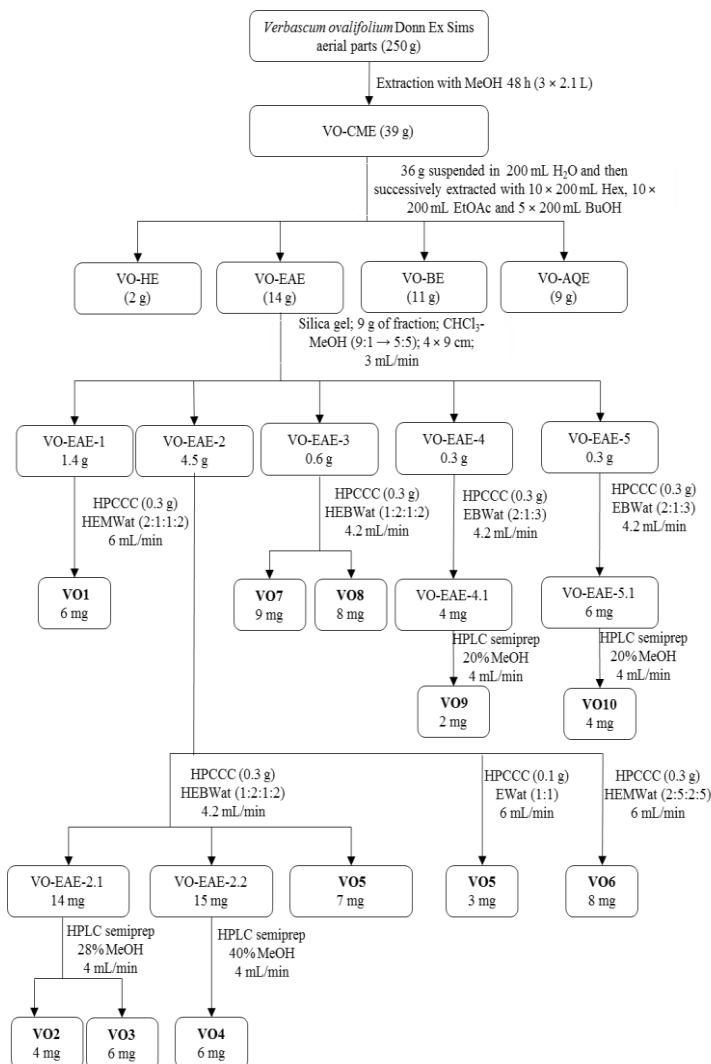 Verbascum ovalifolium Donn Ex Sims
aerial parts (250 g)
Extraction with MeOH 48 h (3 × 2.1 L)
VO-CME (39 g)
36 g suspended in 200 mL H₂O and then
successively extracted with 10 × 200 mL Hex, 10 ×
200 mL EtOAc and 5 × 200 mL BuOH
VO-HE
(2 g)
VO-EAE
(14 g)
VO-BE
(11 g)
VO-AQE
(9 g)
Silica gel; 9 g of fraction; CHCl₃-
MeOH (9:1 → 5:5); 4 × 9 cm;
3 mL/min
VO-EAE-1
1.4 g
VO-EAE-2
4.5 g
VO-EAE-3
0.6 g
VO-EAE-4
0.3 g
VO-EAE-5
0.3 g
HPCCC (0.3 g)
HEMWat (2:1:1:2)
6 mL/min
HPCCC (0.3 g)
HEBWat (1:2:1:2)
4.2 mL/min
HPCCC (0.3 g)
EBWat (2:1:3)
4.2 mL/min
HPCCC (0.3 g)
EBWat (2:1:3)
4.2 mL/min
VO1
6 mg
VO7
9 mg
VO8
8 mg
VO-EAE-4.1
4 mg
VO-EAE-5.1
6 mg
HPLC semiprep
20% MeOH
4 mL/min
HPLC semiprep
20% MeOH
4 mL/min
VO9
2 mg
VO10
4 mg
HPCCC (0.3 g)
HEBWat (1:2:1:2)
4.2 mL/min
HPCCC (0.1 g)
EWat (1:1)
6 mL/min
HPCCC (0.3 g)
HEMWat (2:5:2:5)
6 mL/min
VO-EAE-2.1
14 mg
VO-EAE-2.2
15 mg
VO5
7 mg
VO5
3 mg
VO6
8 mg
HPLC semiprep
28% MeOH
4 mL/min
HPLC semiprep
40% MeOH
4 mL/min
VO2
4 mg
VO3
6 mg
VO4
6 mg